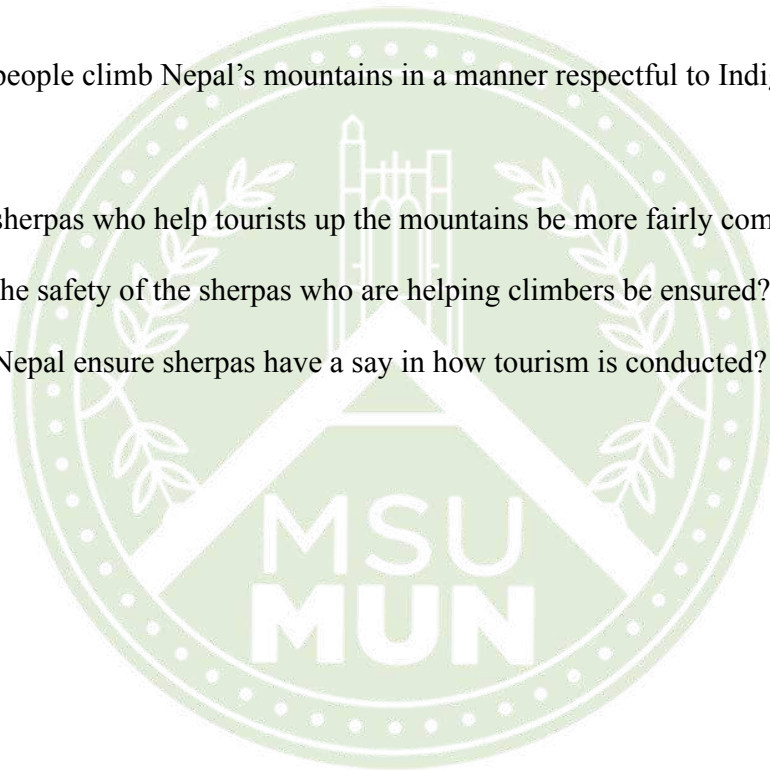 people climb Nepal’s mountains in a manner respectful to Indi
sherpas who help tourists up the mountains be more fairly com
he safety of the sherpas who are helping climbers be ensured?
Nepal ensure sherpas have a say in how tourism is conducted?
MSU
MUN